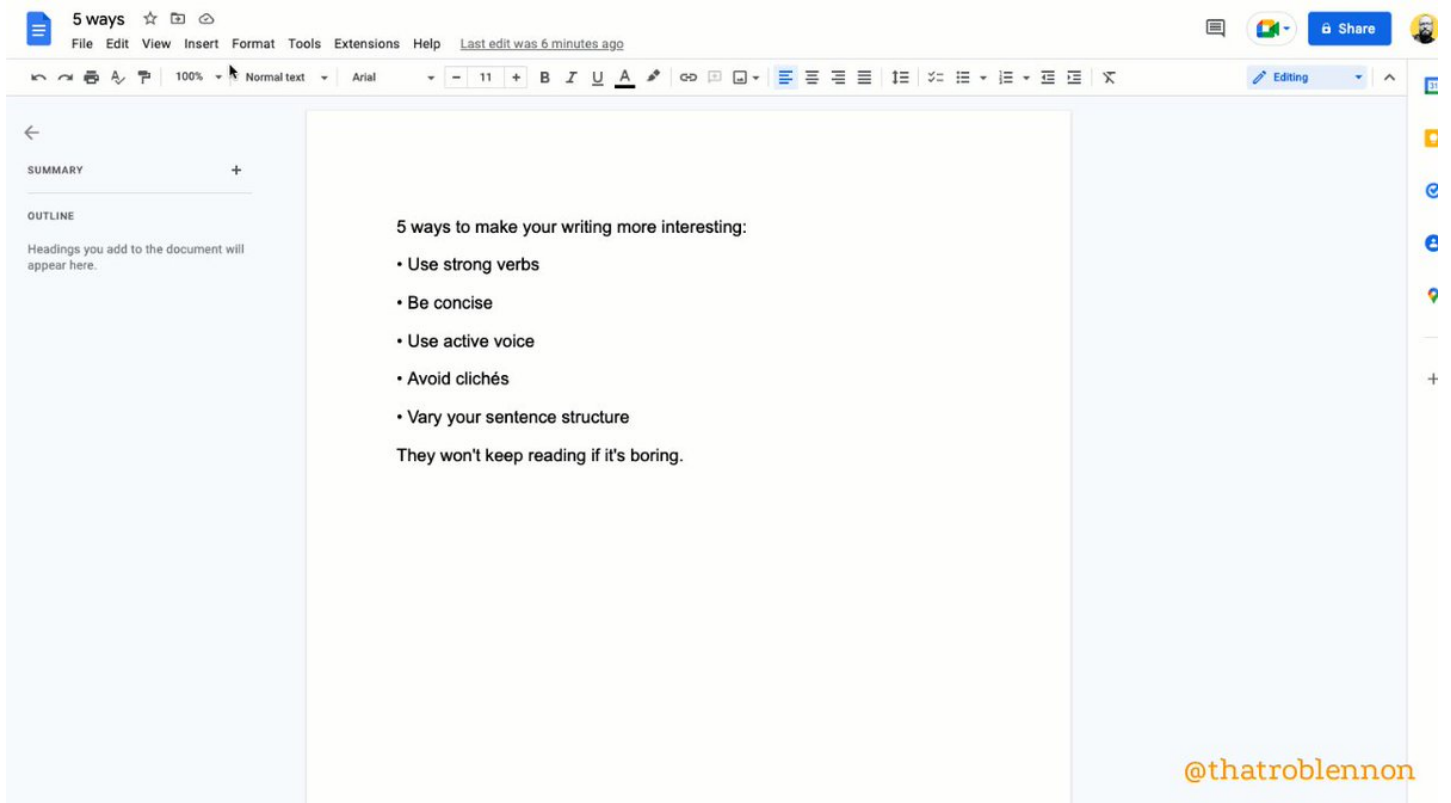 5 ways
File Edit View Insert Format Tools Extensions Help Last edit was 6 minutes ago
Share
100% Normal text Arial - 11 + B I U A Editing
31
SUMMARY +
OUTLINE
Headings you add to the document will
appear here.
5 ways to make your writing more interesting:
• Use strong verbs
• Be concise
• Use active voice
• Avoid clichés
• Vary your sentence structure
They won't keep reading if it's boring.
@thatroblennon